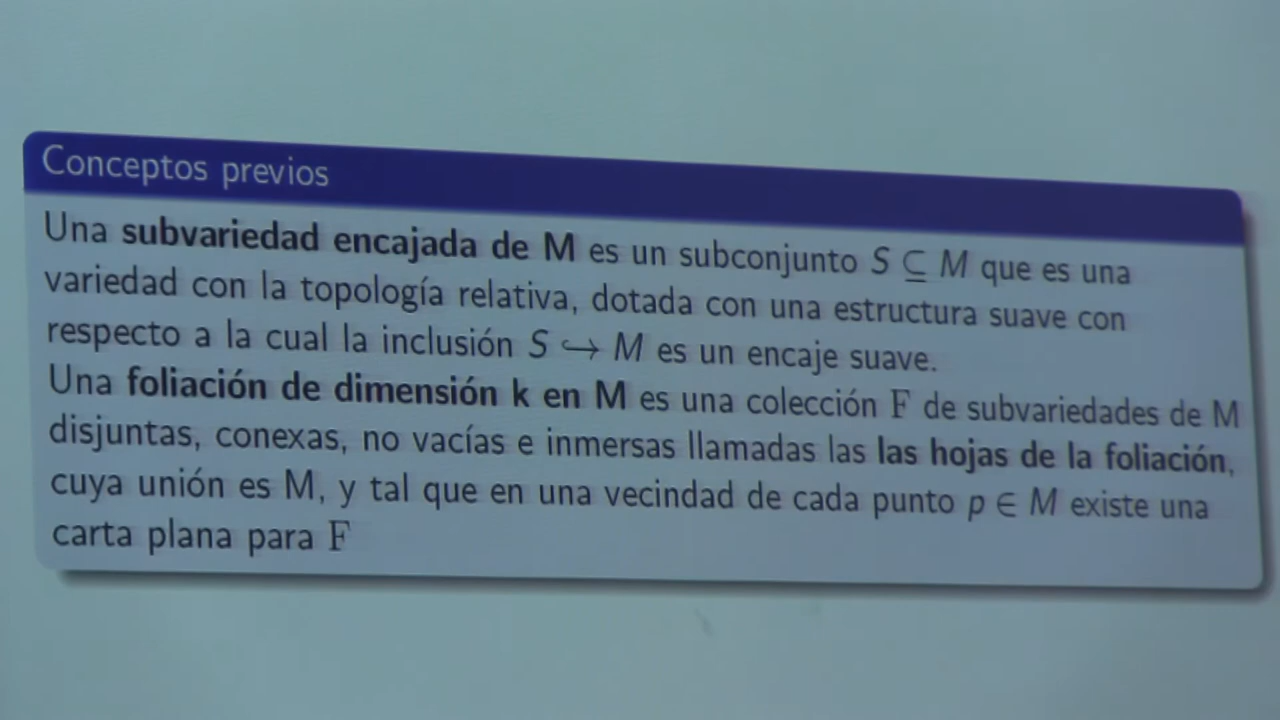 Conceptos previos
Una subvariedad encajada de M es un subconjunto S ⊆ M que es una
variedad con la topología relativa, dotada con una estructura suave con
respecto a la cual la inclusión S ↪ M es un encaje suave.
Una foliación de dimensión k en M es una colección F de subvariedades de M
disjuntas, conexas, no vacías e inmersas llamadas las las hojas de la foliación,
cuya unión es M, y tal que en una vecindad de cada punto p ∈ M existe una
carta plana para F